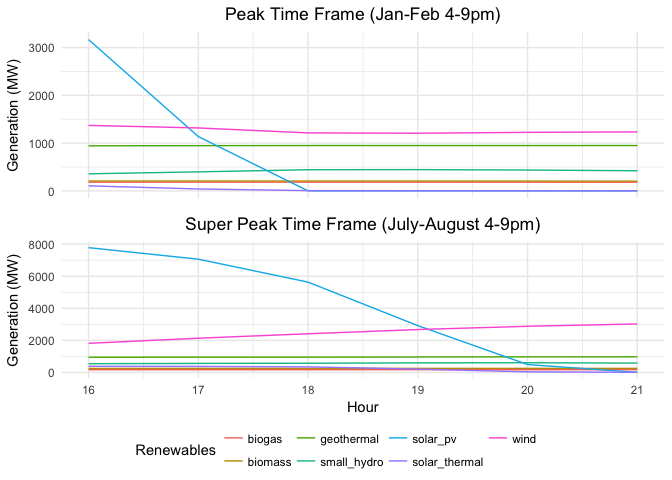 Peak Time Frame (Jan-Feb 4-9pm)
Generation (MW)
3000
2000
1000
0
Super Peak Time Frame (July-August 4-9pm)
Generation (MW)
8000
6000
4000
2000
0
16 17 18 19 20 21
Hour
Renewables
biogas geothermal solar_pv wind
biomass small_hydro solar_thermal